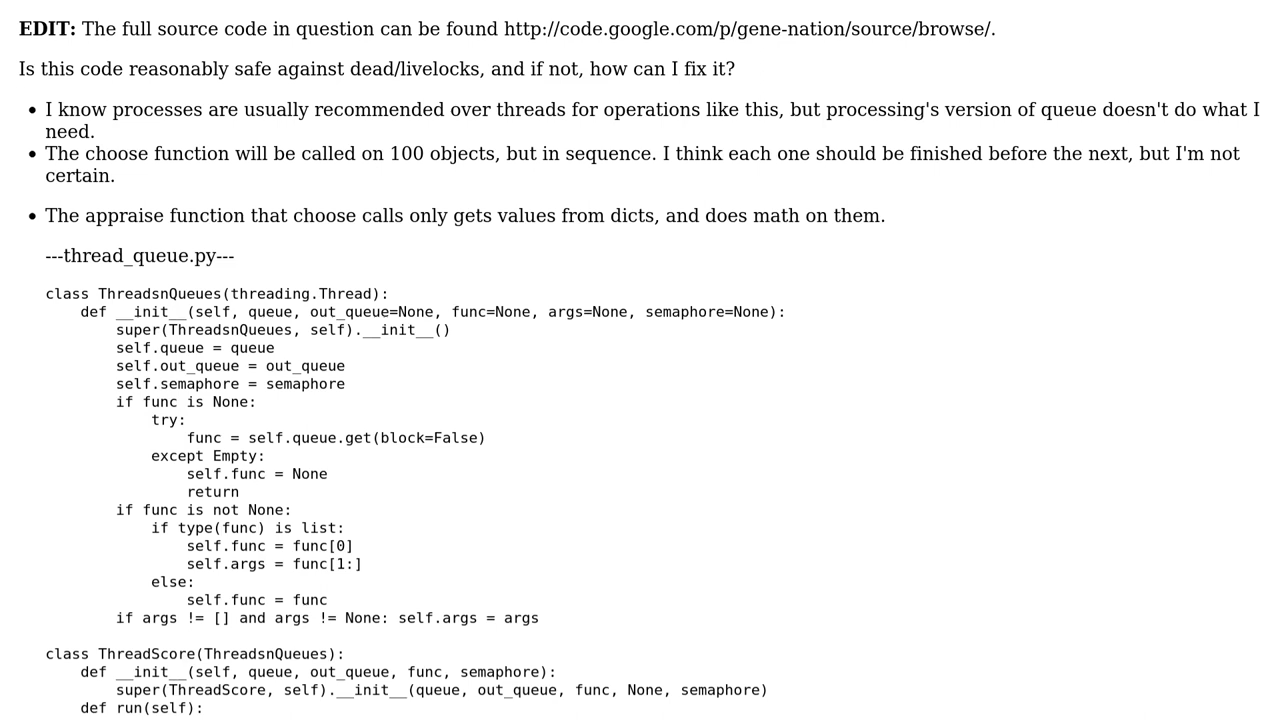 EDIT: The full source code in question can be found http://code.google.com/p/gene-nation/source/browse/.
Is this code reasonably safe against dead/livelocks, and if not, how can I fix it?
• I know processes are usually recommended over threads for operations like this, but processing's version of queue doesn't do what I
need.
• The choose function will be called on 100 objects, but in sequence. I think each one should be finished before the next, but I'm not
certain.
• The appraise function that choose calls only gets values from dicts, and does math on them.
---thread_queue.py---
class ThreadsnQueues(threading.Thread):
    def __init__(self, queue, out_queue=None, func=None, args=None, semaphore=None):
        super(ThreadsnQueues, self).__init__()
        self.queue = queue
        self.out_queue = out_queue
        self.semaphore = semaphore
        if func is None:
            try:
                func = self.queue.get(block=False)
            except Empty:
                self.func = None
                return
        if func is not None:
            if type(func) is list:
                self.func = func[0]
                self.args = func[1:]
            else:
                self.func = func
        if args != [] and args != None: self.args = args
class ThreadScore(ThreadsnQueues):
    def __init__(self, queue, out_queue, func, semaphore):
        super(ThreadScore, self).__init__(queue, out_queue, func, None, semaphore)
    def run(self):